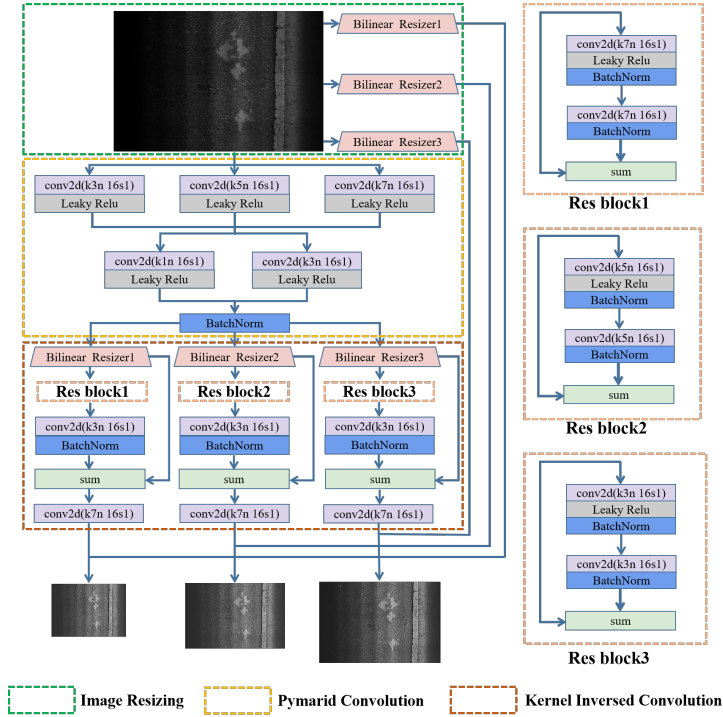 Bilinear Resizer1
Bilinear Resizer2
Bilinear Resizer3
conv2d(k3n 16s1)
Leaky Relu
conv2d(k5n 16s1)
Leaky Relu
conv2d(k7n 16s1)
Leaky Relu
conv2d(k1n 16s1)
Leaky Relu
conv2d(k3n 16s1)
Leaky Relu
BatchNorm
Bilinear Resizer1
Res block1
conv2d(k3n 16s1)
BatchNorm
sum
conv2d(k7n 16s1)
Bilinear Resizer2
Res block2
conv2d(k3n 16s1)
BatchNorm
sum
conv2d(k7n 16s1)
Bilinear Resizer3
Res block3
conv2d(k3n 16s1)
BatchNorm
sum
conv2d(k7n 16s1)
conv2d(k7n 16s1)
Leaky Relu
BatchNorm
conv2d(k7n 16s1)
BatchNorm
sum
Res block1
conv2d(k5n 16s1)
Leaky Relu
BatchNorm
conv2d(k5n 16s1)
BatchNorm
sum
Res block2
conv2d(k3n 16s1)
Leaky Relu
BatchNorm
conv2d(k3n 16s1)
BatchNorm
sum
Res block3
Image Resizing
Pymarid Convolution
Kernel Inversed Convolution